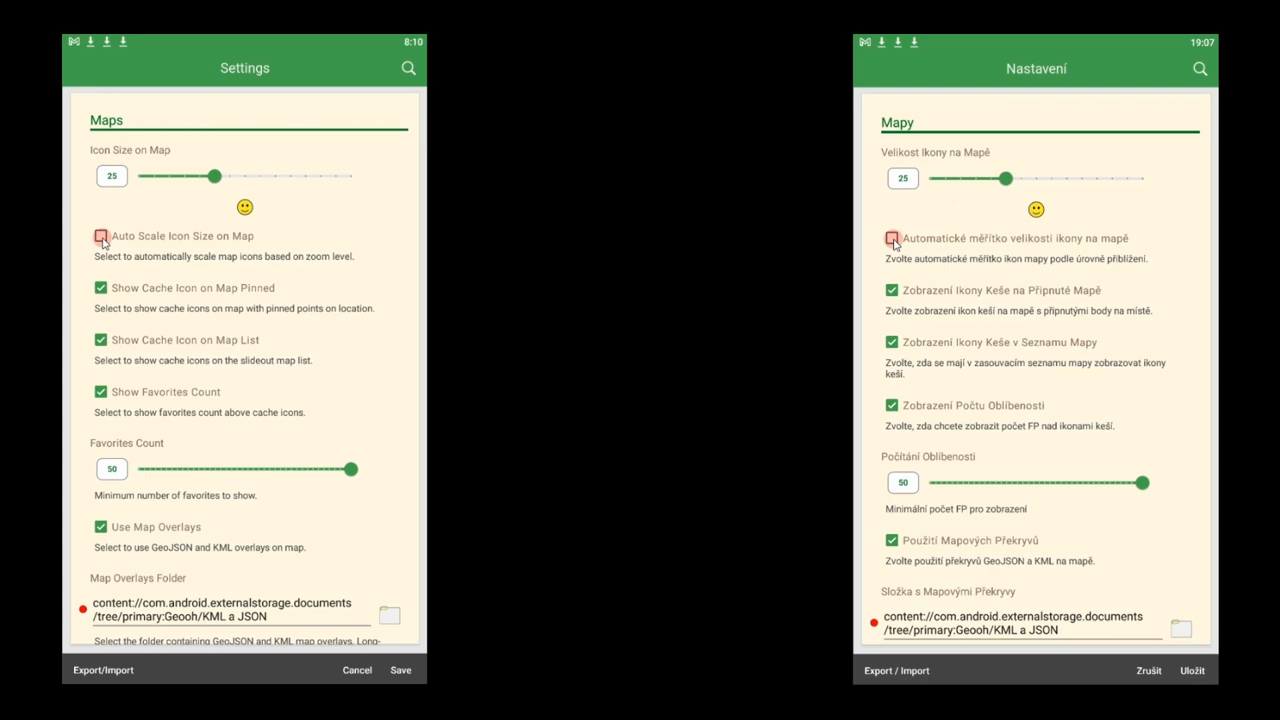 8:10
Settings
Maps
Icon Size on Map
25
Auto Scale Icon Size on Map
Select to automatically scale map icons based on zoom level.
Show Cache Icon on Map Pinned
Select to show cache icons on map with pinned points on location.
Show Cache Icon on Map List
Select to show cache icons on the slideout map list.
Show Favorites Count
Select to show favorites count above cache icons.
Favorites Count
50
Minimum number of favorites to show.
Use Map Overlays
Select to use GeoJSON and KML overlays on map.
Map Overlays Folder
content://com.android.externalstorage.documents
/tree/primary:Geooh/KML a JSON
Select the folder containing GeoJSON and KML map overlays. Long-
Export/Import
Cancel
Save
19:07
Nastavení
Mapy
Velikost Ikony na Mapě
25
Automatické měřítko velikosti ikony na mapě
Zvolte automatické měřítko ikon mapy podle úrovně přiblížení.
Zobrazení Ikony Keše na Připnuté Mapě
Zvolte zobrazení ikon keší na mapě s připnutými body na místě.
Zobrazení Ikony Keše v Seznamu Mapy
Zvolte, zda se mají v zasouvacím seznamu mapy zobrazovat ikony
keší.
Zobrazení Počtu Oblíbenosti
Zvolte, zda chcete zobrazit počet FP nad ikonami keší.
Počítání Oblíbenosti
50
Minimální počet FP pro zobrazení
Použití Mapových Překryvů
Zvolte použití překryvů GeoJSON a KML na mapě.
Složka s Mapovými Překryvy
content://com.android.externalstorage.documents
/tree/primary:Geooh/KML a JSON
Export / Import
Zrušit
Uložit